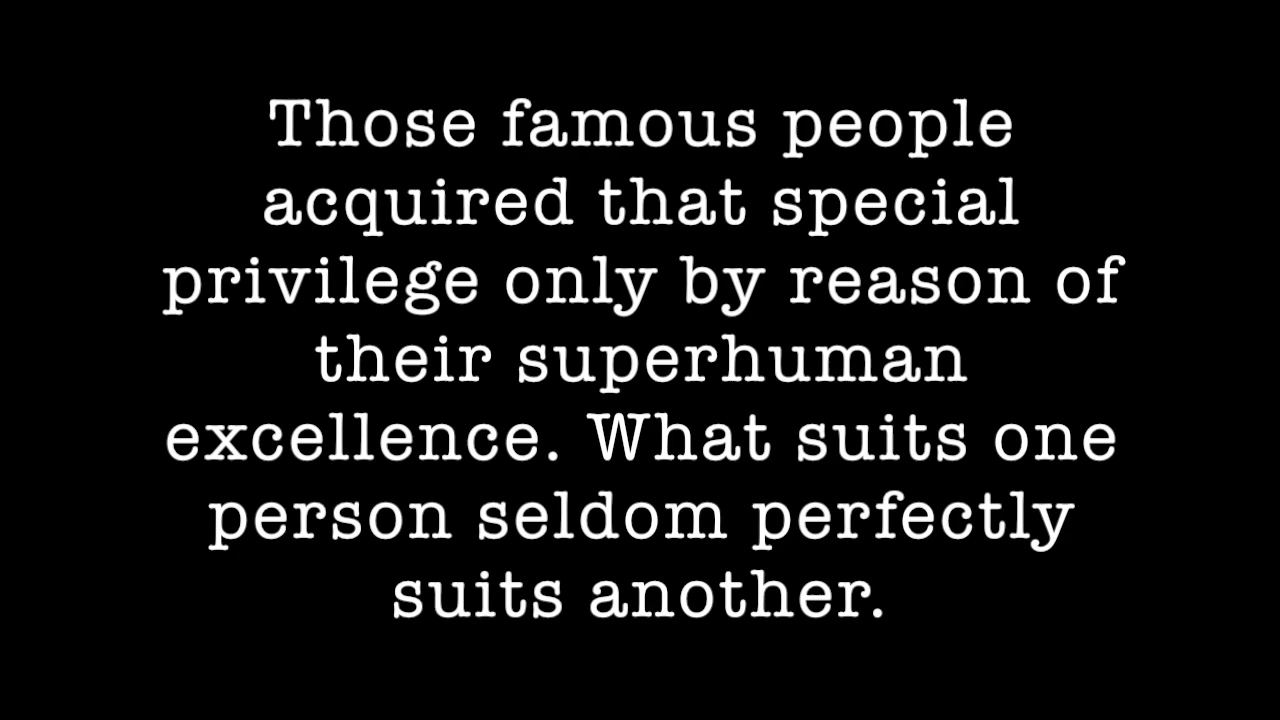 Those famous people
acquired that special
privilege only by reason of
their superhuman
excellence. What suits one
person seldom perfectly
suits another.